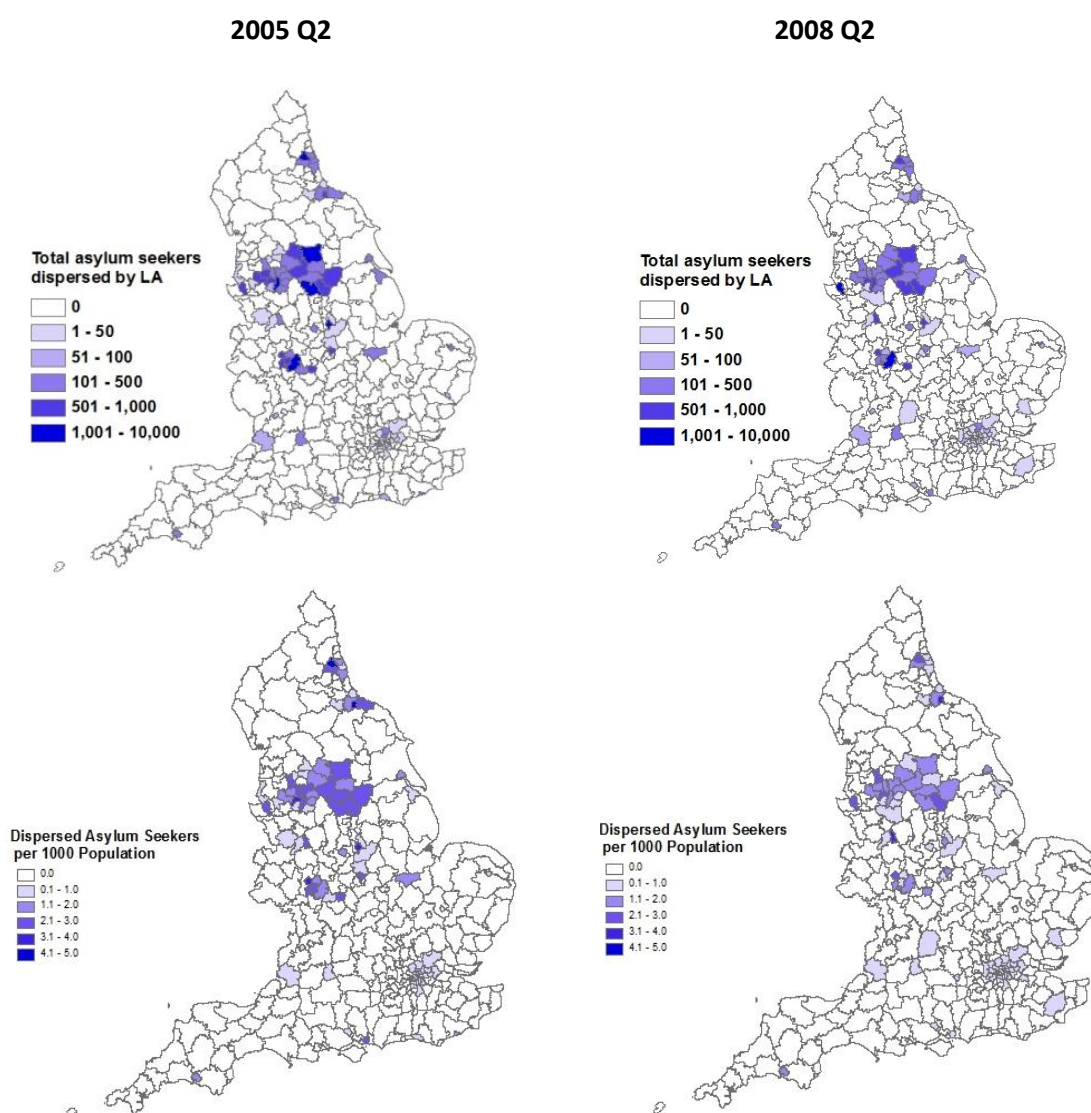 2005 Q2
2008 Q2
Total asylum seekers
dispersed by LA
0
1 - 50
51 - 100
101 - 500
501 - 1,000
1,001 - 10,000
Total asylum seekers
dispersed by LA
0
1 - 50
51 - 100
101 - 500
501 - 1,000
1,001 - 10,000
Dispersed Asylum Seekers
per 1000 Population
0.0
0.1 - 1.0
1.1 - 2.0
2.1 - 3.0
3.1 - 4.0
4.1 - 5.0
Dispersed Asylum Seekers
per 1000 Population
0.0
0.1 - 1.0
1.1 - 2.0
2.1 - 3.0
3.1 - 4.0
4.1 - 5.0